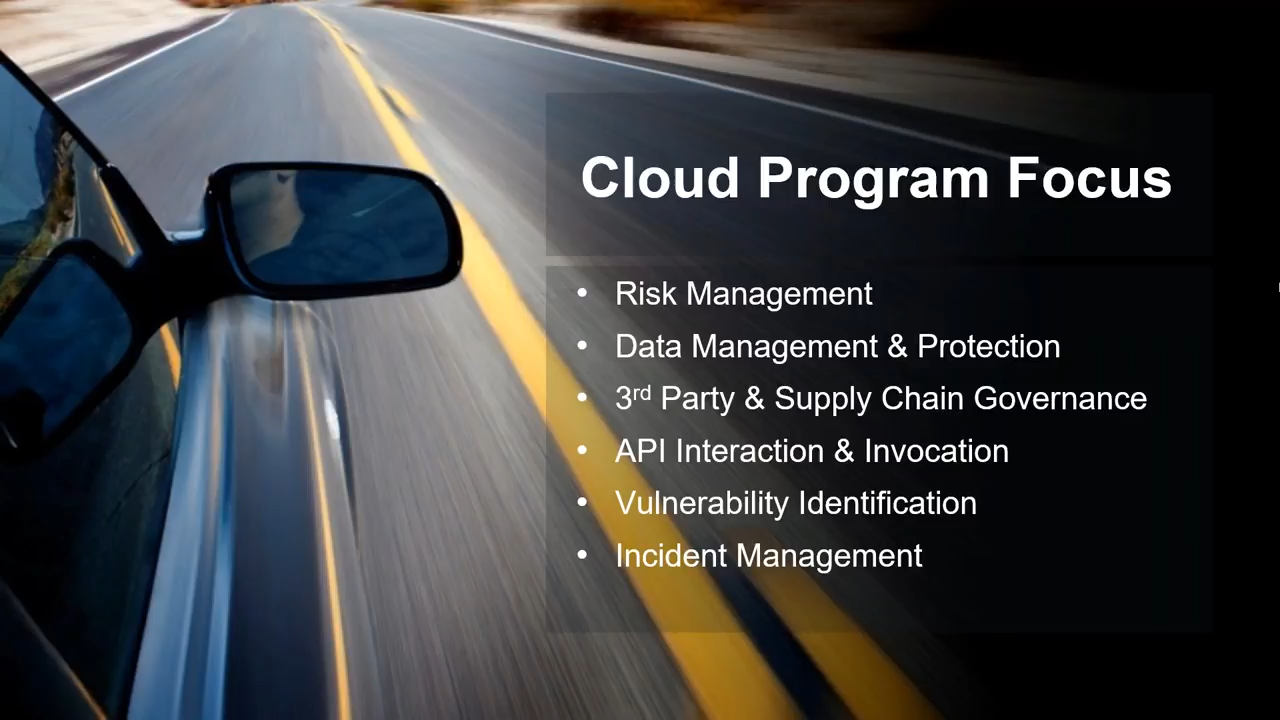 Cloud Program Focus
• Risk Management
• Data Management & Protection
• 3rd Party & Supply Chain Governance
• API Interaction & Invocation
• Vulnerability Identification
• Incident Management